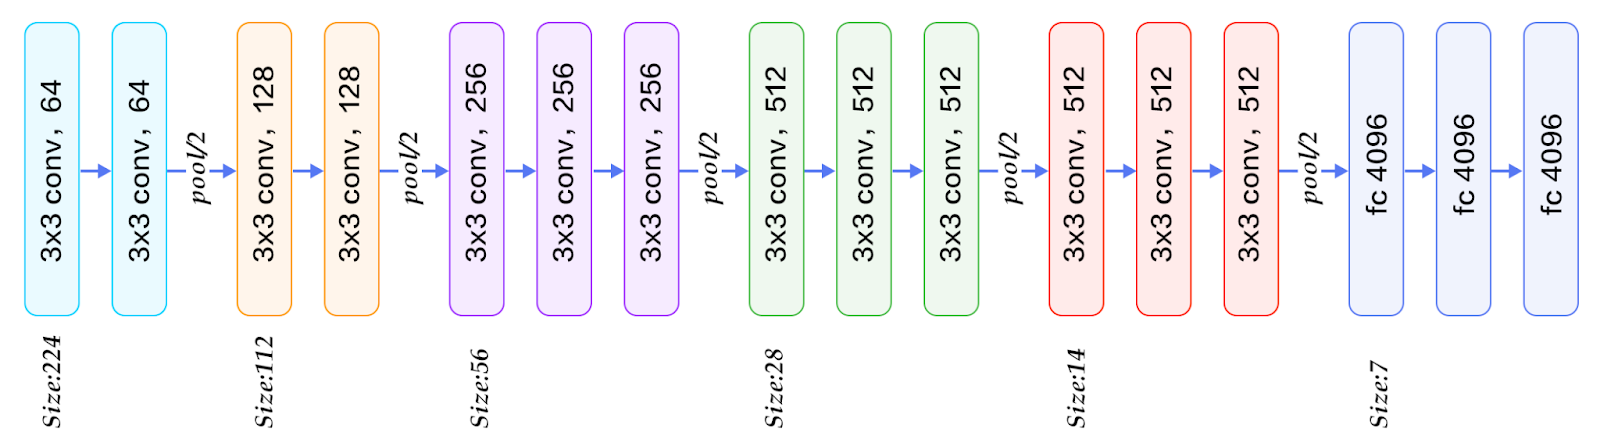 3x3 conv, 64
3x3 conv, 64
pool/2
3x3 conv, 128
3x3 conv, 128
pool/2
3x3 conv, 256
3x3 conv, 256
3x3 conv, 256
pool/2
3x3 conv, 512
3x3 conv, 512
3x3 conv, 512
pool/2
3x3 conv, 512
3x3 conv, 512
3x3 conv, 512
pool/2
fc 4096
fc 4096
fc 4096
Size:224
Size:112
Size:56
Size:28
Size:14
Size:7